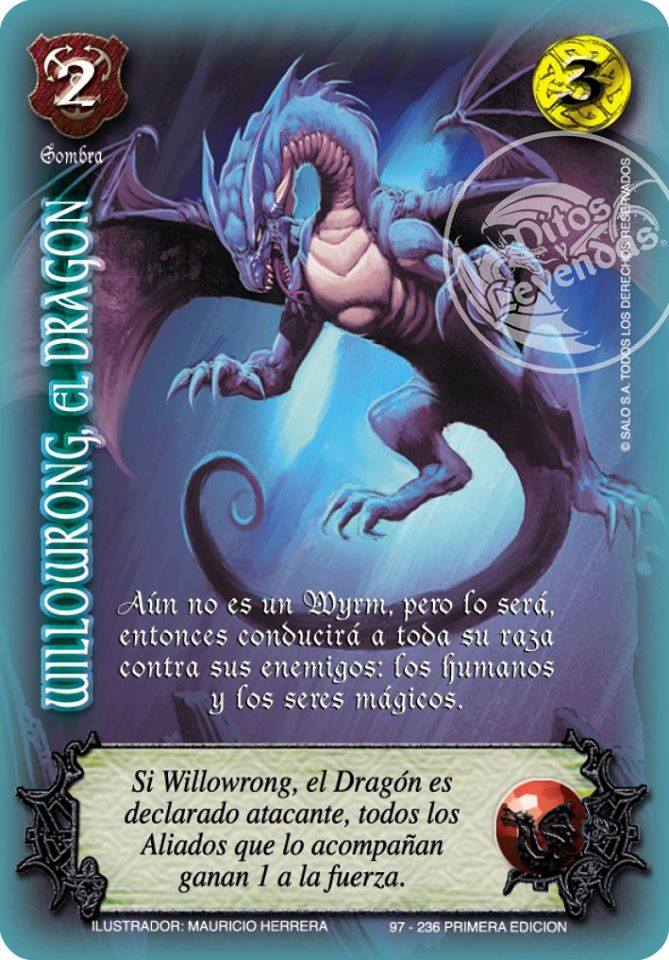 2
3
Sombra
Mitos
y
Leyendas
WILLOWRONG, EL DRAGON
© SALO S.A. TODOS LOS DERECHOS RESERVADOS
Aún no es un Wyrm, pero lo será,
entonces conducirá a toda su raza
contra sus enemigos: los humanos
y los seres mágicos.
Si Willowrong, el Dragón es
declarado atacante, todos los
Aliados que lo acompañan
ganan 1 a la fuerza.
ILUSTRADOR: MAURICIO HERRERA
97 - 236 PRIMERA EDICION